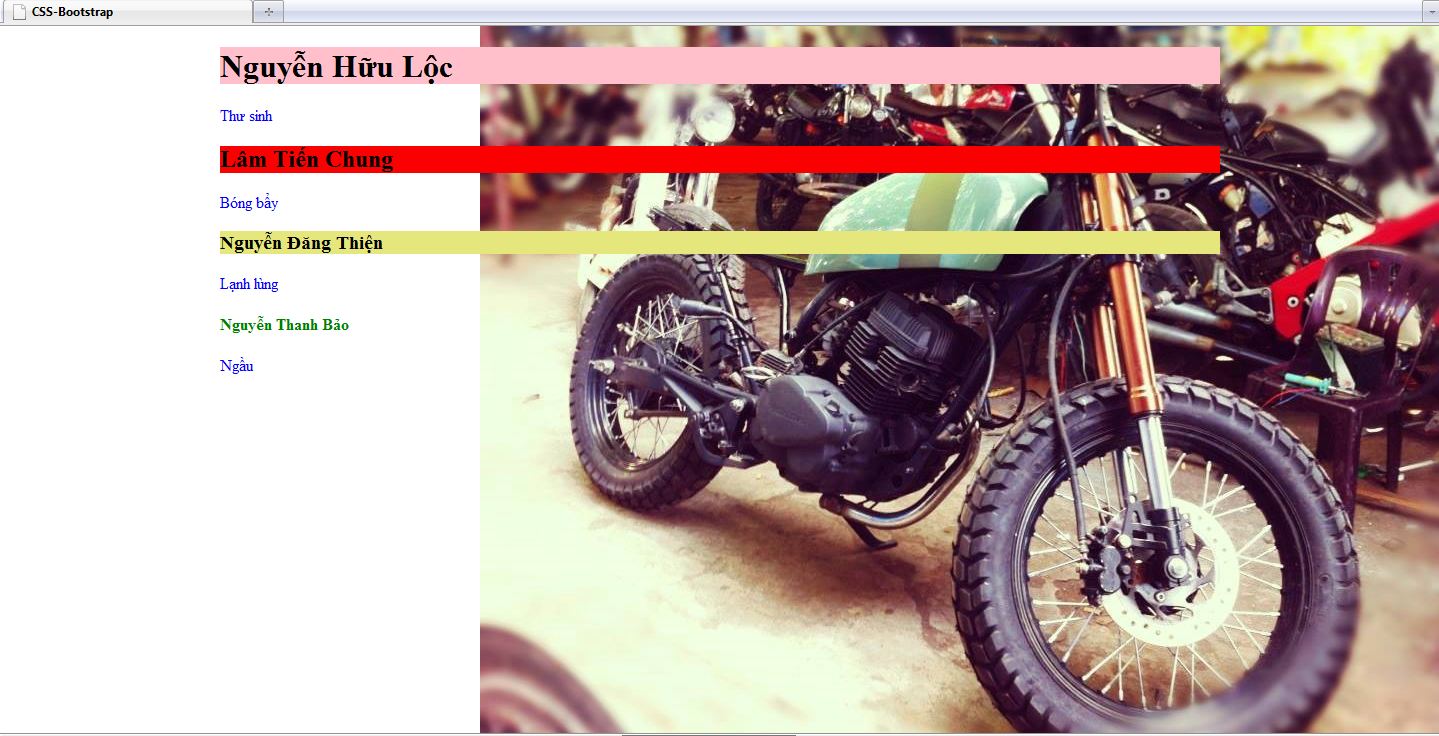 CSS-Bootstrap
Nguyễn Hữu Lộc
Thư sinh
Lâm Tiến Chung
Bóng bẩy
Nguyễn Đăng Thiện
Lạnh lùng
Nguyễn Thanh Bảo
Ngầu